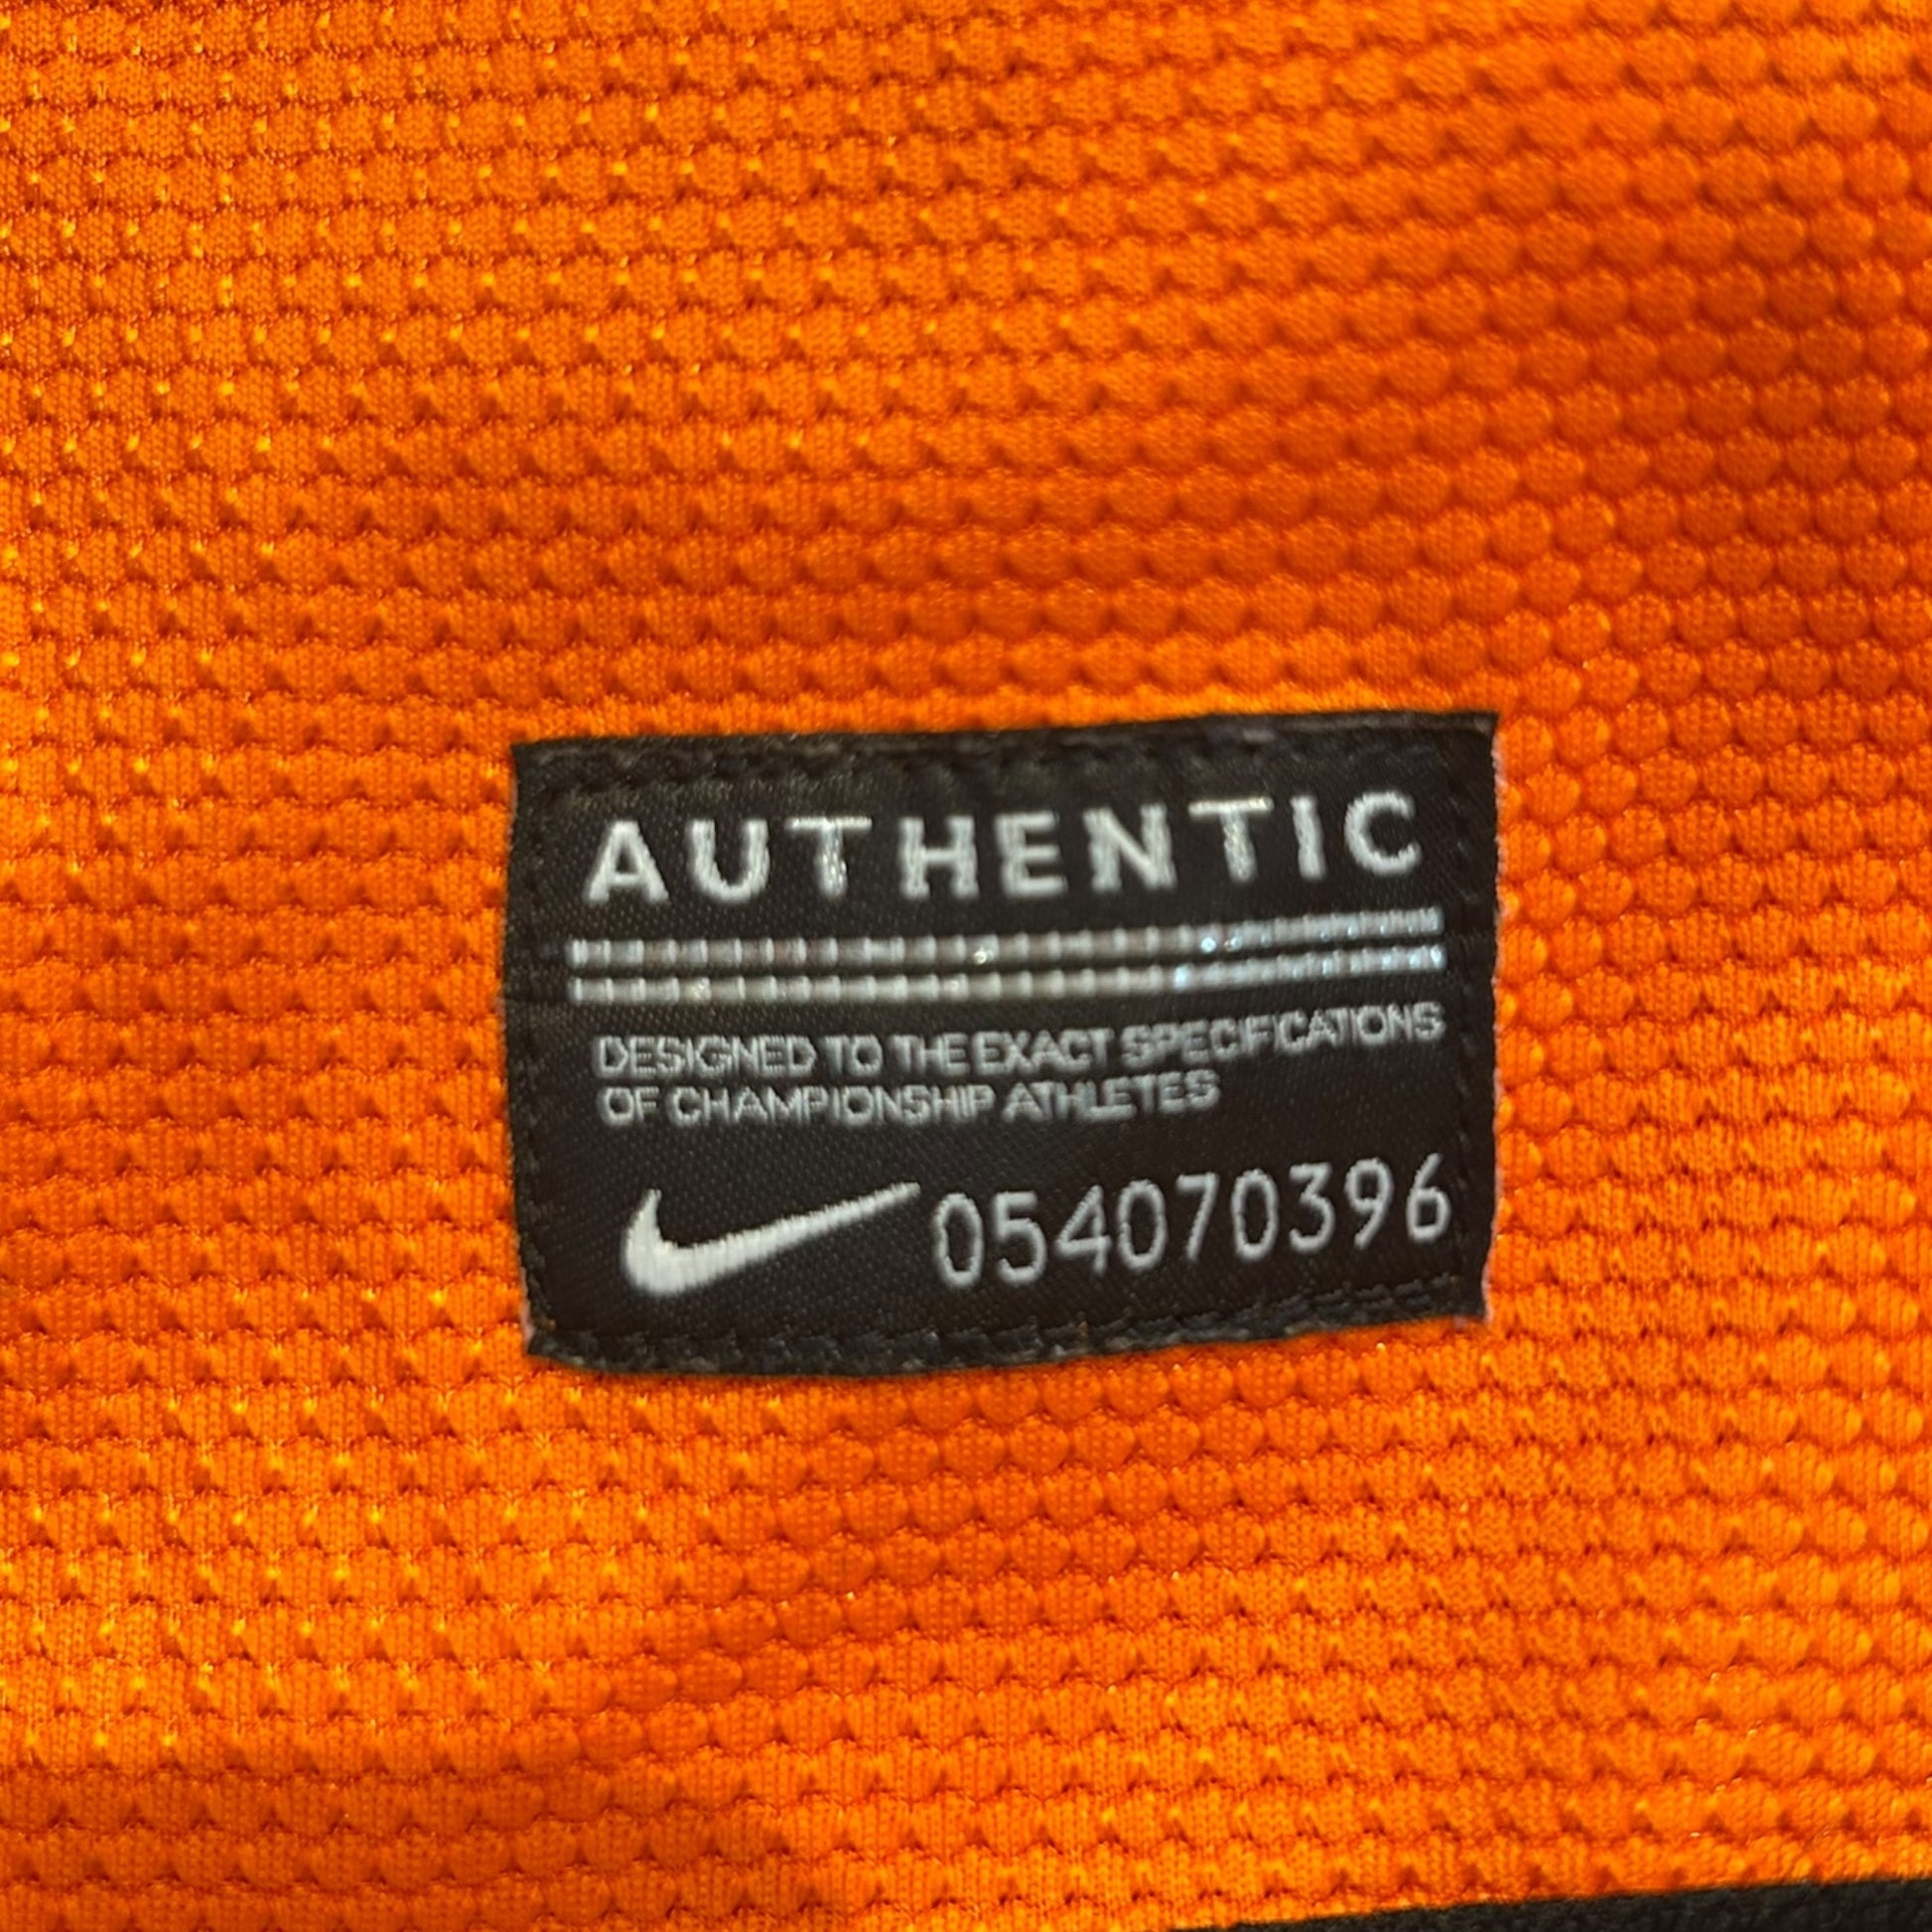 AUTHENTIC
DESIGNED TO THE EXACT SPECIFICATIONS
OF CHAMPIONSHIP ATHLETES
054070396